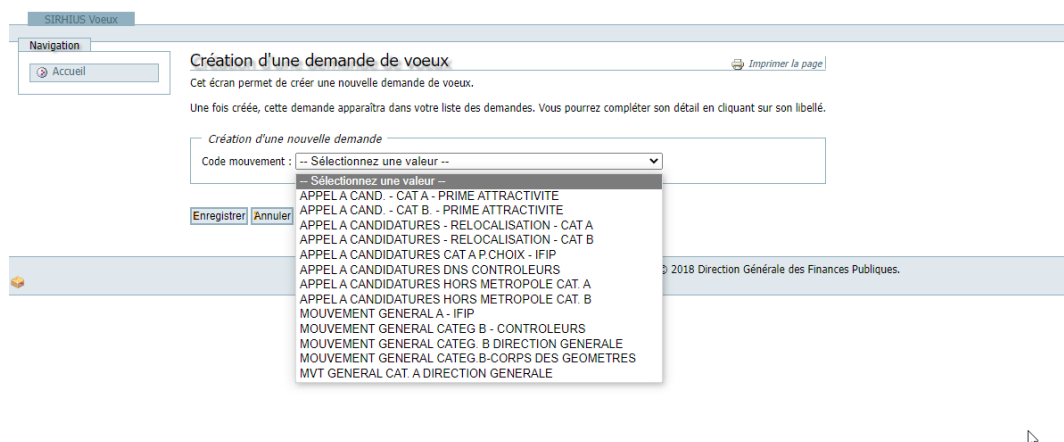 SIRHIUS Voeux
Navigation
Accueil
Création d'une demande de voeux
Imprimer la page
Cet écran permet de créer une nouvelle demande de voeux.
Une fois créée, cette demande apparaîtra dans votre liste des demandes. Vous pourrez compléter son détail en cliquant sur son libellé.
Création d'une nouvelle demande
Code mouvement : -- Sélectionnez une valeur --
-- Sélectionnez une valeur --
APPEL A CAND. - CAT A - PRIME ATTRACTIVITE
APPEL A CAND. - CAT B. - PRIME ATTRACTIVITE
APPEL A CANDIDATURES - RELOCALISATION - CAT A
APPEL A CANDIDATURES - RELOCALISATION - CAT B
APPEL A CANDIDATURES CAT A P.CHOIX - IFIP
APPEL A CANDIDATURES DNS CONTROLEURS
APPEL A CANDIDATURES HORS METROPOLE CAT. A
APPEL A CANDIDATURES HORS METROPOLE CAT. B
MOUVEMENT GENERAL A - IFIP
MOUVEMENT GENERAL CATEG B - CONTROLEURS
MOUVEMENT GENERAL CATEG. B DIRECTION GENERALE
MOUVEMENT GENERAL CATEG.B-CORPS DES GEOMETRES
MVT GENERAL CAT. A DIRECTION GENERALE
Enregistrer Annuler
© 2018 Direction Générale des Finances Publiques.